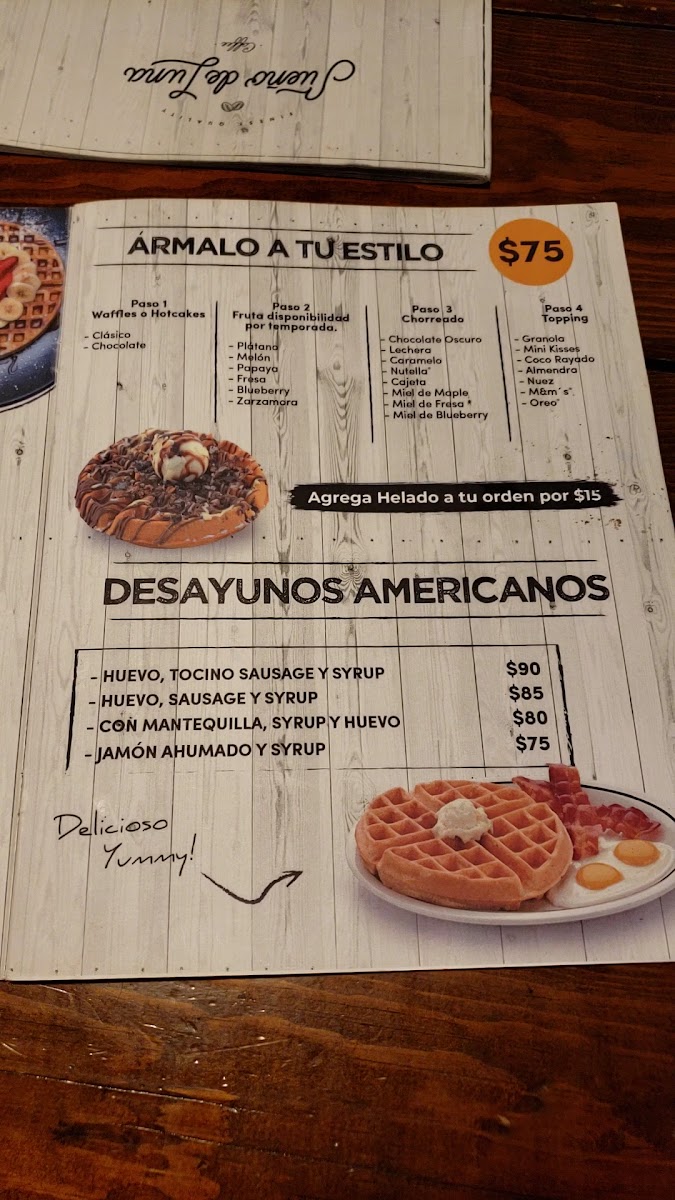 Sueño de Luna
Coffee
QUALITY
ÁRMALO A TU ESTILO
$75
Paso 1
Waffles o Hotcakes
- Clásico
- Chocolate
Paso 2
Fruta disponibilidad
por temporada.
- Plátano
- Melón
- Papaya
- Fresa
- Blueberry
- Zarzamora
Paso 3
Chorreado
- Chocolate Oscuro
- Lechera
- Caramelo
- Nutella*
- Cajeta
- Miel de Maple
- Miel de Fresa *
- Miel de Blueberry
Paso 4
Topping
- Granola
- Mini Kisses
- Coco Rayado
- Almendra
- Nuez
- M&m´s*
- Oreo*
Agrega Helado a tu orden por $15
DESAYUNOS AMERICANOS
- HUEVO, TOCINO SAUSAGE Y SYRUP $90
- HUEVO, SAUSAGE Y SYRUP $85
- CON MANTEQUILLA, SYRUP Y HUEVO $80
- JAMÓN AHUMADO Y SYRUP $75
Delicioso
Yummy!